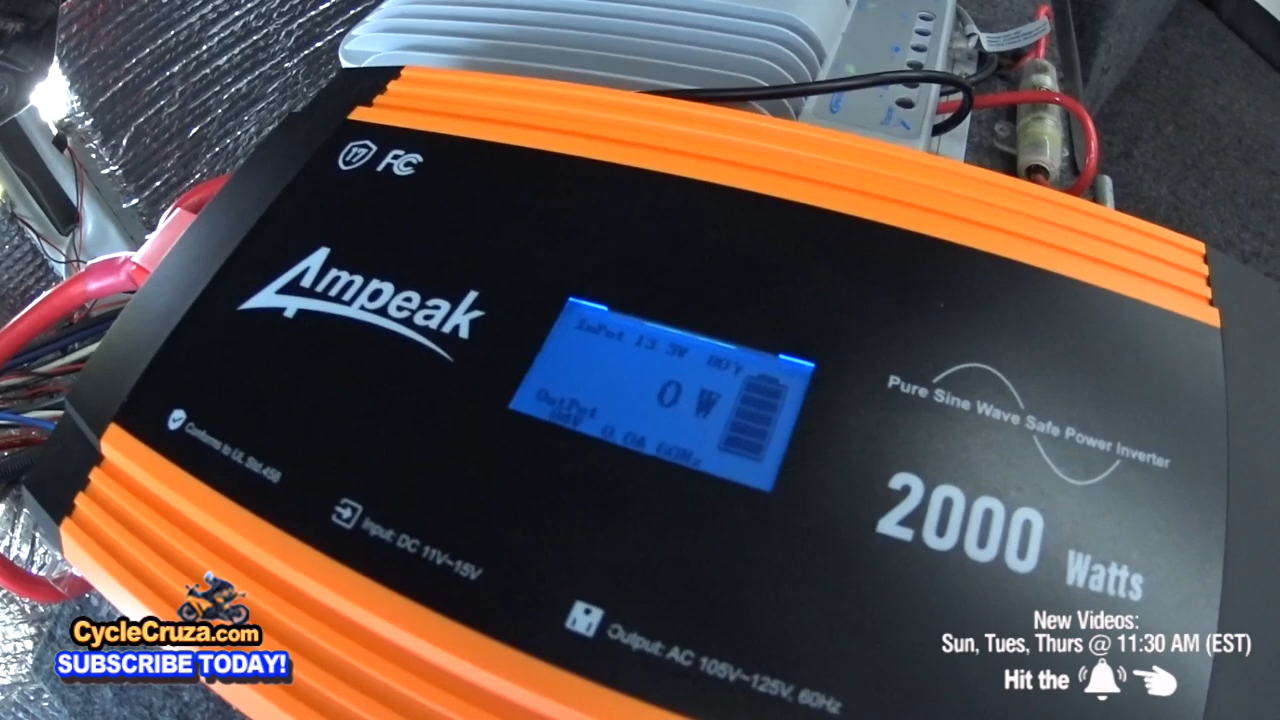 17 FC
Ampeak
InPut 13.3V 80°F
0 W
OutPut
0.0A 60Hz
Pure Sine Wave Safe Power Inverter
2000 Watts
Conforms to UL Std.458
Input: DC 11V~15V
Output: AC 105V~125V, 60Hz
CycleCruza.com
SUBSCRIBE TODAY!
New Videos:
Sun, Tues, Thurs @ 11:30 AM (EST)
Hit the